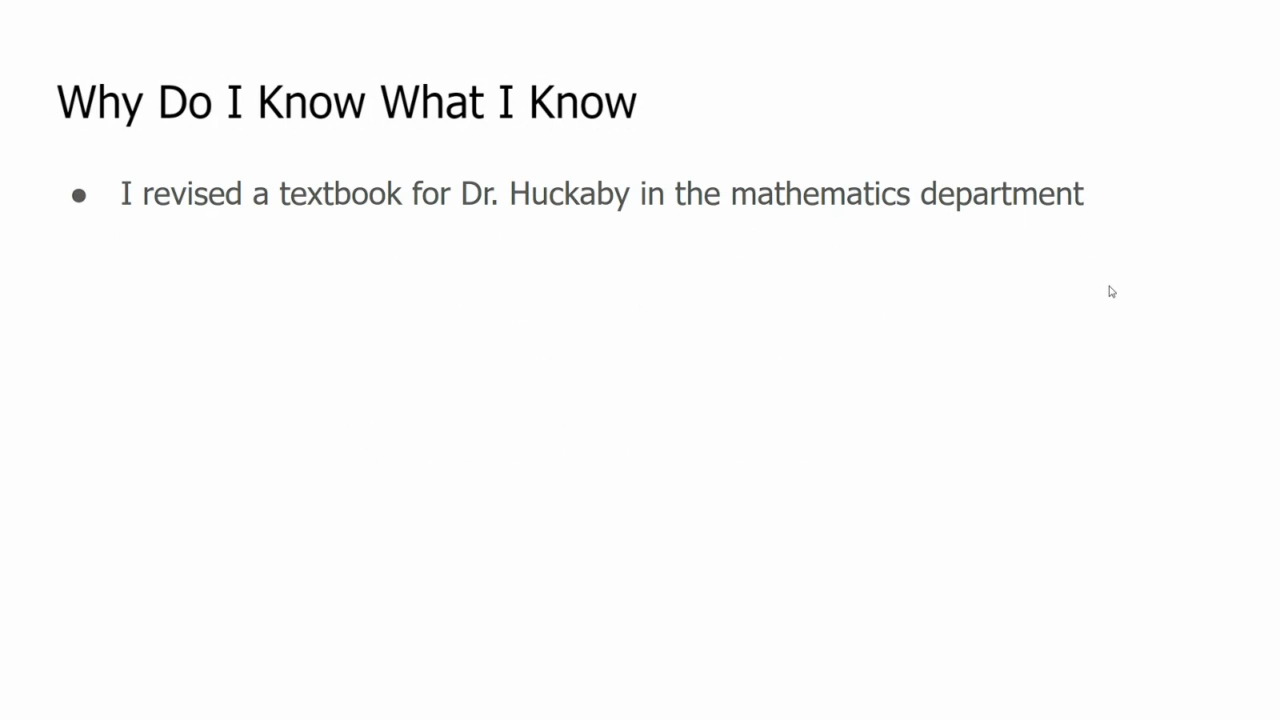 Why Do I Know What I Know
● I revised a textbook for Dr. Huckaby in the mathematics department